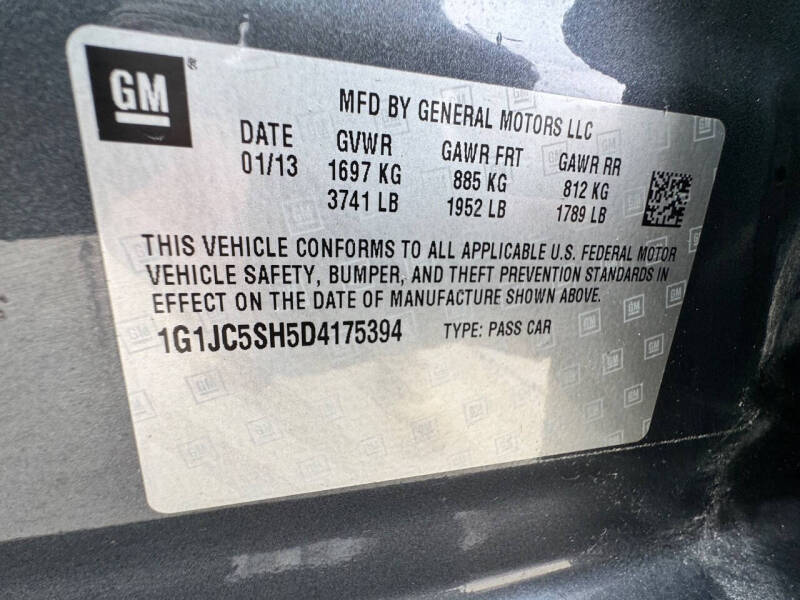 GM
MFD BY GENERAL MOTORS LLC
DATE GVWR GAWR FRT GAWR RR
01/13 1697 KG 885 KG 812 KG
3741 LB 1952 LB 1789 LB
THIS VEHICLE CONFORMS TO ALL APPLICABLE U.S. FEDERAL MOTOR
VEHICLE SAFETY, BUMPER, AND THEFT PREVENTION STANDARDS IN
EFFECT ON THE DATE OF MANUFACTURE SHOWN ABOVE.
1G1JC5SH5D4175394 TYPE: PASS CAR